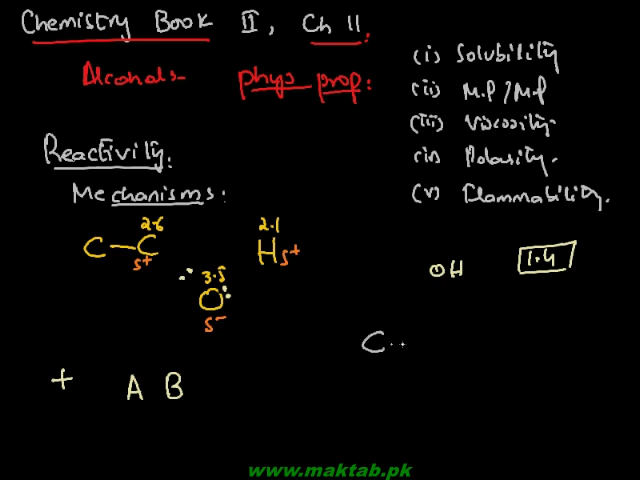 Chemistry Book II, Ch 11:
Alcohols- phys prop:
(i) Solubility
(ii) M.P/M.P
(iii) Viscosity-
(iv) Polarity-
(v) Flammability.
Reactivity:
Mechanisms:
2.6 2.1
C-C H
δ+ δ+
3.5
O
δ-
OH 1.4
C
+ A B
www.maktab.pk